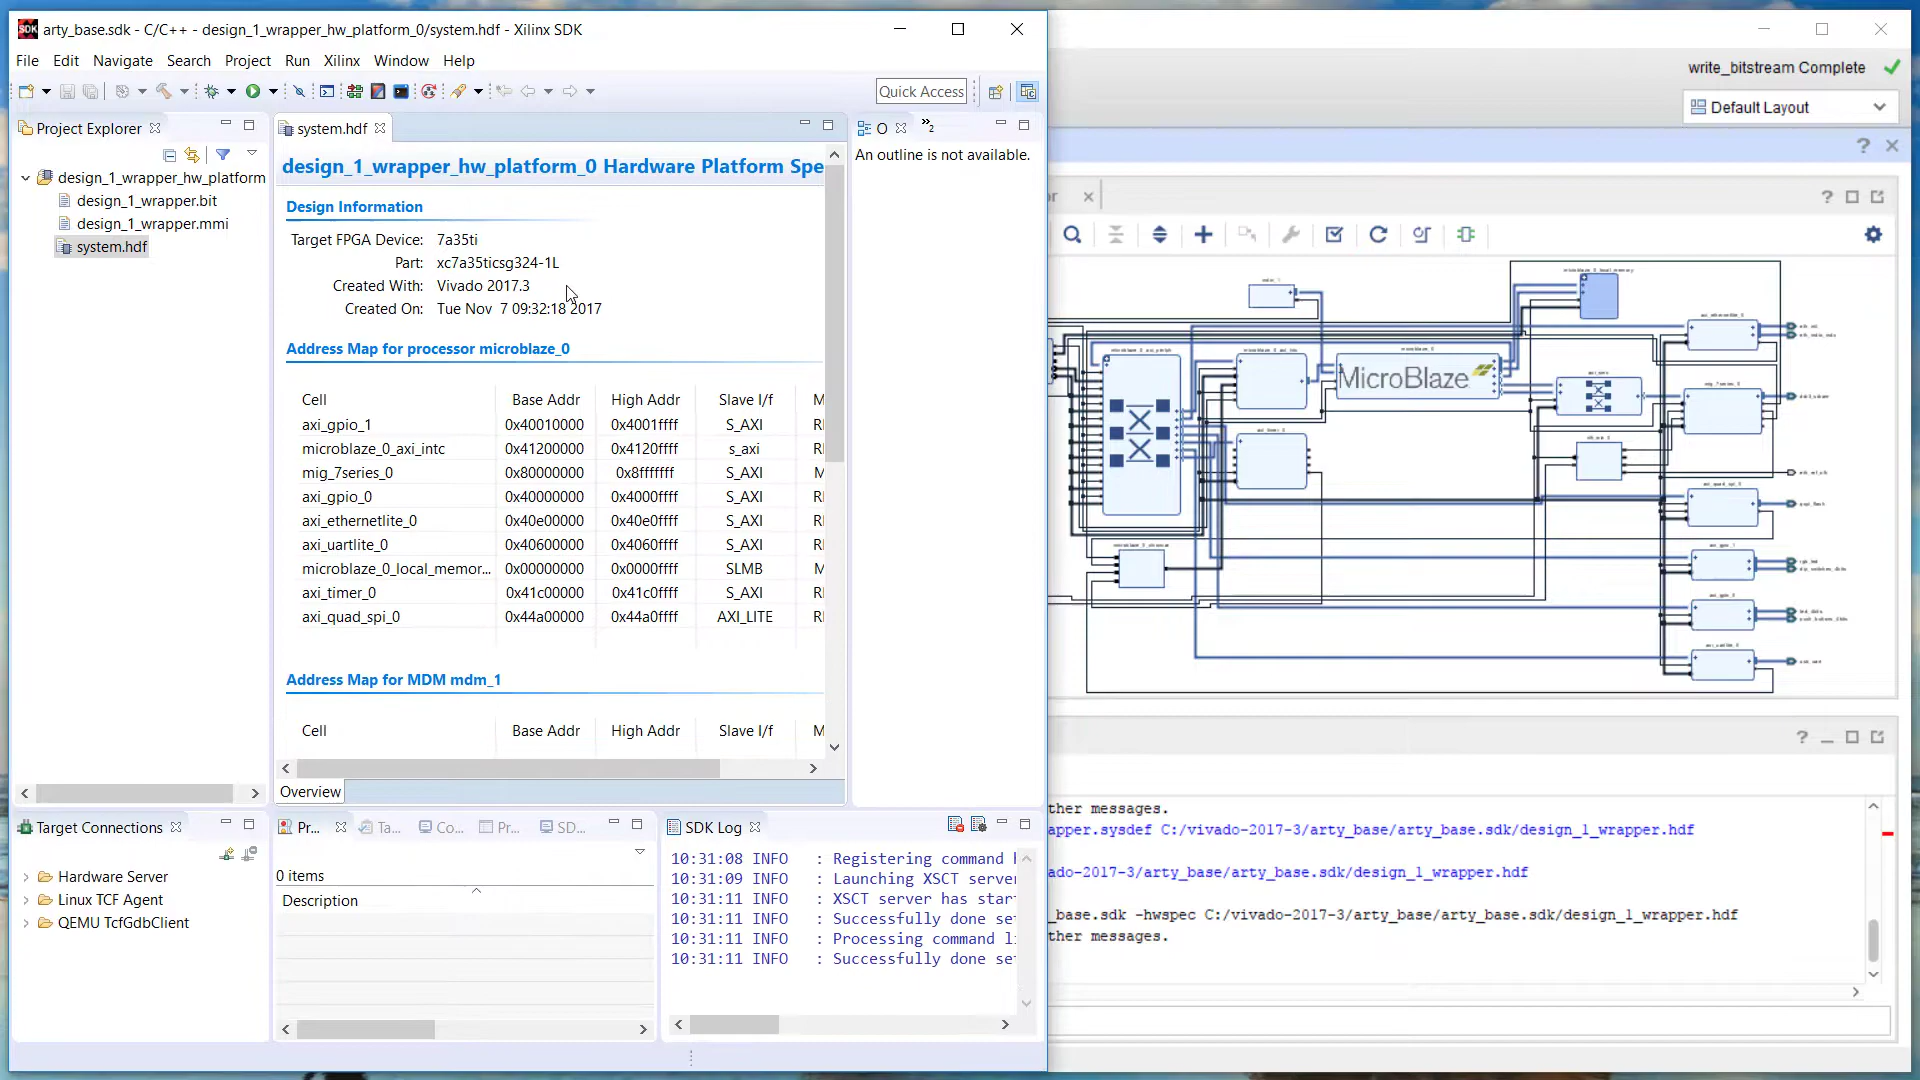 arty_base.sdk - C/C++ - design_1_wrapper_hw_platform_0/system.hdf - Xilinx SDK
File Edit Navigate Search Project Run Xilinx Window Help
Quick Access
Project Explorer
design_1_wrapper_hw_platform
design_1_wrapper.bit
design_1_wrapper.mmi
system.hdf
system.hdf
design_1_wrapper_hw_platform_0 Hardware Platform Spe
Design Information
Target FPGA Device: 7a35ti
Part: xc7a35ticsg324-1L
Created With: Vivado 2017.3
Created On: Tue Nov 7 09:32:18 2017
Address Map for processor microblaze_0
Cell Base Addr High Addr Slave I/f M
axi_gpio_1 0x40010000 0x4001ffff S_AXI
microblaze_0_axi_intc 0x41200000 0x4120ffff s_axi
mig_7series_0 0x80000000 0x8fffffff S_AXI M
axi_gpio_0 0x40000000 0x4000ffff S_AXI
axi_ethernetlite_0 0x40e00000 0x40e0ffff S_AXI
axi_uartlite_0 0x40600000 0x4060ffff S_AXI
microblaze_0_local_memor... 0x00000000 0x0000ffff SLMB M
axi_timer_0 0x41c00000 0x41c0ffff S_AXI
axi_quad_spi_0 0x44a00000 0x44a0ffff AXI_LITE
Address Map for MDM mdm_1
Cell Base Addr High Addr Slave I/f M
Overview
O
2
An outline is not available.
Target Connections
Hardware Server
Linux TCF Agent
QEMU TcfGdbClient
Pr... Ta... Co... Pr... SD...
0 items
Description
SDK Log
10:31:08 INFO : Registering command
10:31:09 INFO : Launching XSCT server
10:31:11 INFO : XSCT server has star
10:31:11 INFO : Successfully done se
10:31:11 INFO : Processing command li
10:31:11 INFO : Successfully done se
write_bitstream Complete
Default Layout
MicroBlaze
ther messages.
apper.sysdef C:/vivado-2017-3/arty_base/arty_base.sdk/design_1_wrapper.hdf
ado-2017-3/arty_base/arty_base.sdk/design_1_wrapper.hdf
_base.sdk -hwspec C:/vivado-2017-3/arty_base/arty_base.sdk/design_1_wrapper.hdf
ther messages.